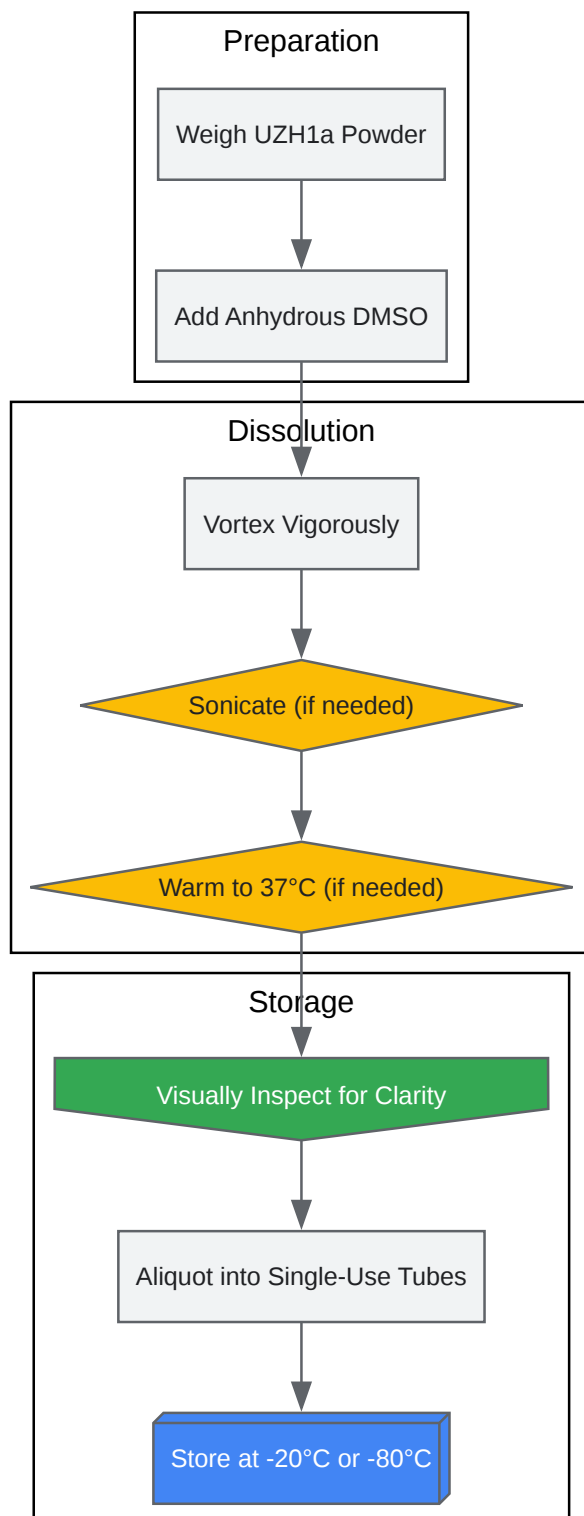 Preparation
Weigh UZH1a Powder
Add Anhydrous DMSO
Dissolution
Vortex Vigorously
Sonicate (if needed)
Warm to 37°C (if needed)
Storage
Visually Inspect for Clarity
Aliquot into Single-Use Tubes
Store at -20°C or -80°C